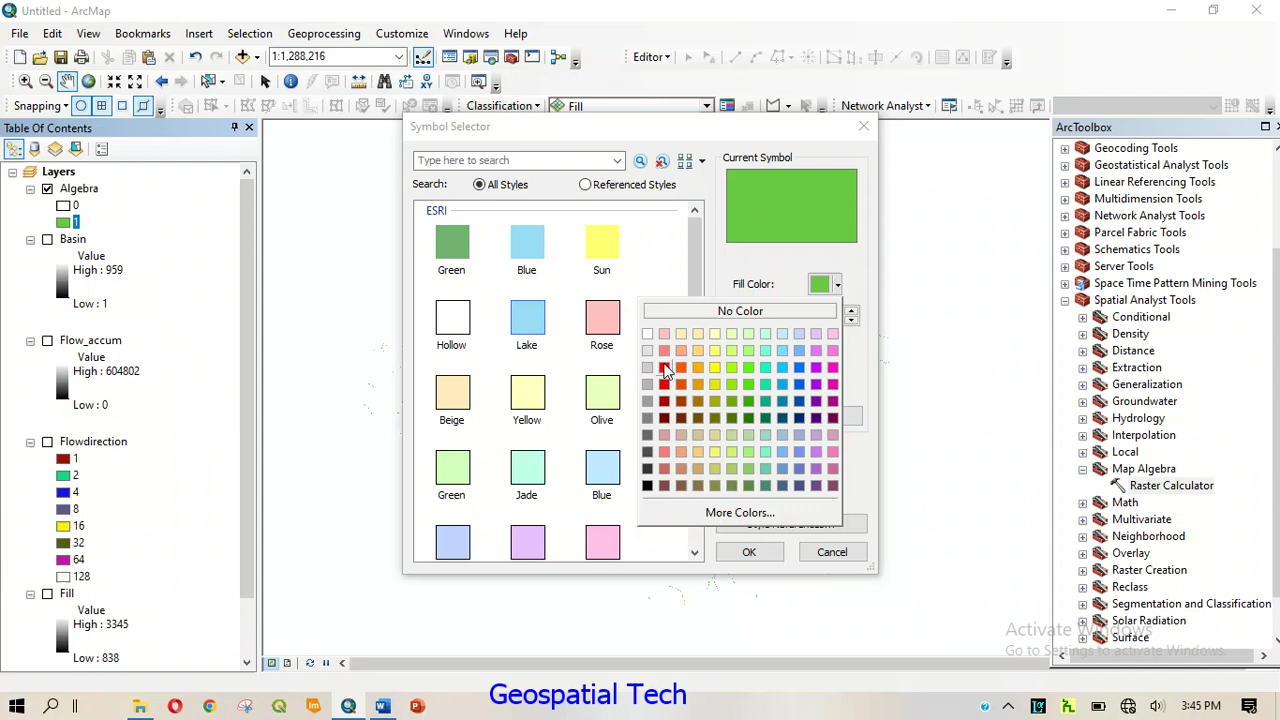 Untitled - ArcMap
File Edit View Bookmarks Insert Selection Geoprocessing Customize Windows Help
1:1,288,216
Editor
Snapping
Classification
Fill
Network Analyst
Table Of Contents
Layers
Algebra
0
1
Basin
Value
High : 959
Low : 1
Flow_accum
Value
High : 604802
Low : 0
Flowdirection
1
2
4
8
16
32
64
128
Fill
Value
High : 3345
Low : 838
Symbol Selector
Type here to search
Search: All Styles Referenced Styles
ESRI
Green Blue Sun
Hollow Lake Rose
Beige Yellow Olive
Green Jade Blue
Current Symbol
Fill Color:
No Color
More Colors...
OK Cancel
ArcToolbox
Geocoding Tools
Geostatistical Analyst Tools
Linear Referencing Tools
Multidimension Tools
Network Analyst Tools
Parcel Fabric Tools
Schematics Tools
Server Tools
Space Time Pattern Mining Tools
Spatial Analyst Tools
Conditional
Density
Distance
Extraction
Generalization
Groundwater
Hydrology
Interpolation
Local
Map Algebra
Raster Calculator
Math
Multivariate
Neighborhood
Overlay
Raster Creation
Reclass
Segmentation and Classification
Solar Radiation
Surface
Activate Windows
Go to Settings to activate Windows.
Geospatial Tech
3:45 PM